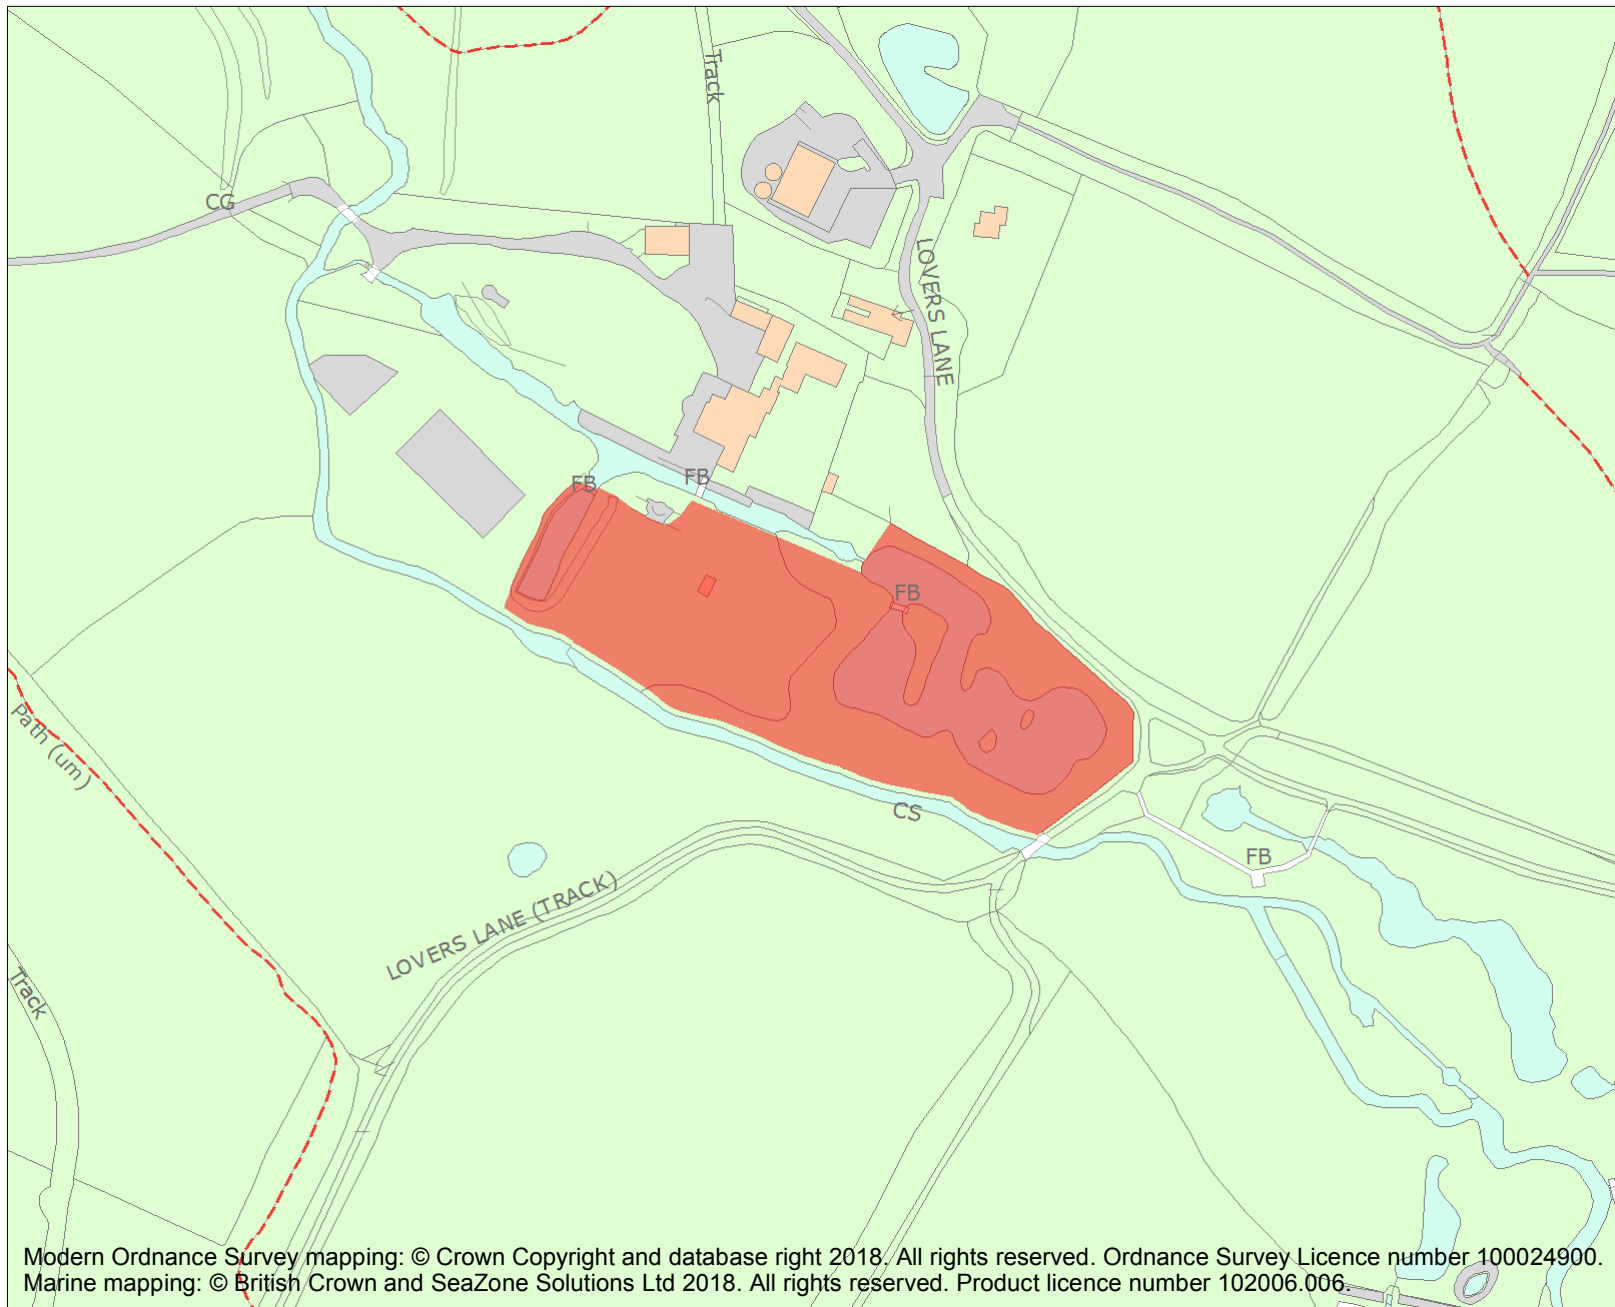 Track
CG
LOVERS LANE
FB
FB
FB
Path (um)
CS
FB
LOVERS LANE (TRACK)
Track
Modern Ordnance Survey mapping: © Crown Copyright and database right 2018. All rights reserved. Ordnance Survey Licence number 100024900.
Marine mapping: © British Crown and SeaZone Solutions Ltd 2018. All rights reserved. Product licence number 102006.006.